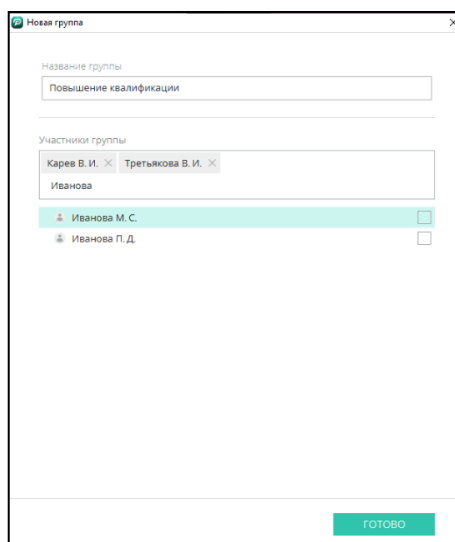 Новая группа
Название группы
Повышение квалификации
Участники группы
Карев В. И. Третьякова В. И.
Иванова
Иванова М. С.
Иванова П. Д.
ГОТОВО